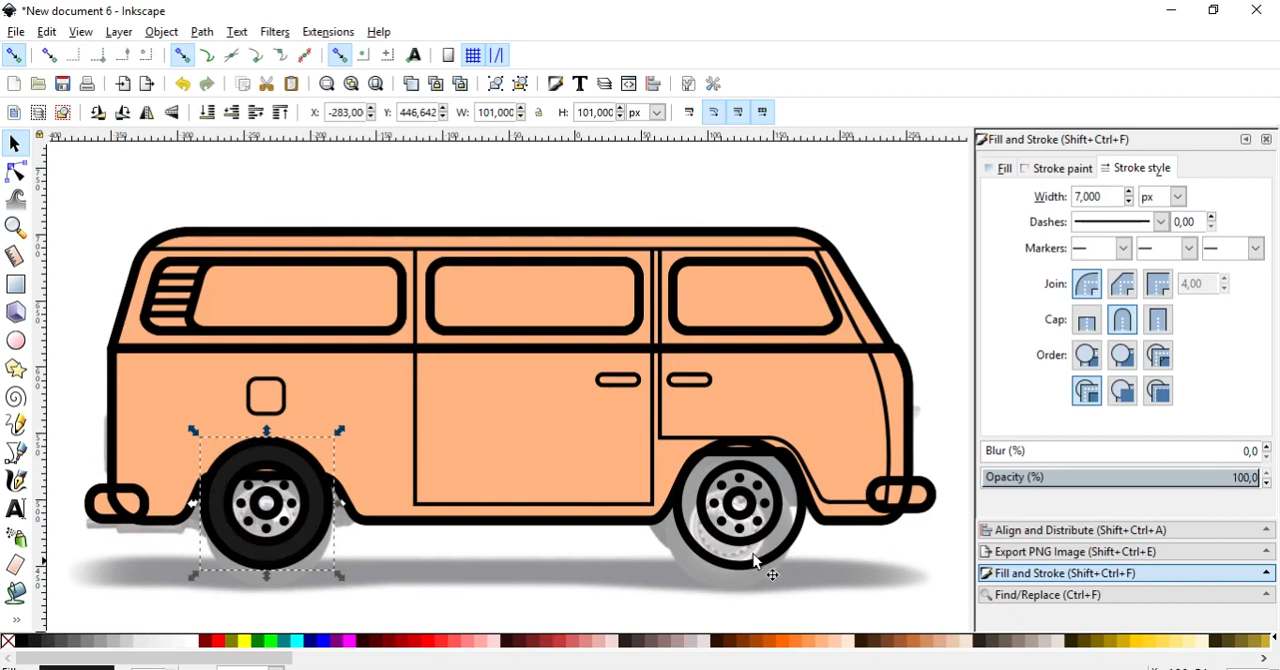 *New document 6 - Inkscape
File Edit View Layer Object Path Text Filters Extensions Help
X: -283,00 Y: 446,642 W: 101,000 H: 101,000 px
Fill and Stroke (Shift+Ctrl+F)
Fill Stroke paint Stroke style
Width: 7,000 px
Dashes: 0,00
Markers:
Join: 4,00
Cap:
Order:
Blur (%) 0,0
Opacity (%) 100,0
Align and Distribute (Shift+Ctrl+A)
Export PNG Image (Shift+Ctrl+E)
Fill and Stroke (Shift+Ctrl+F)
Find/Replace (Ctrl+F)